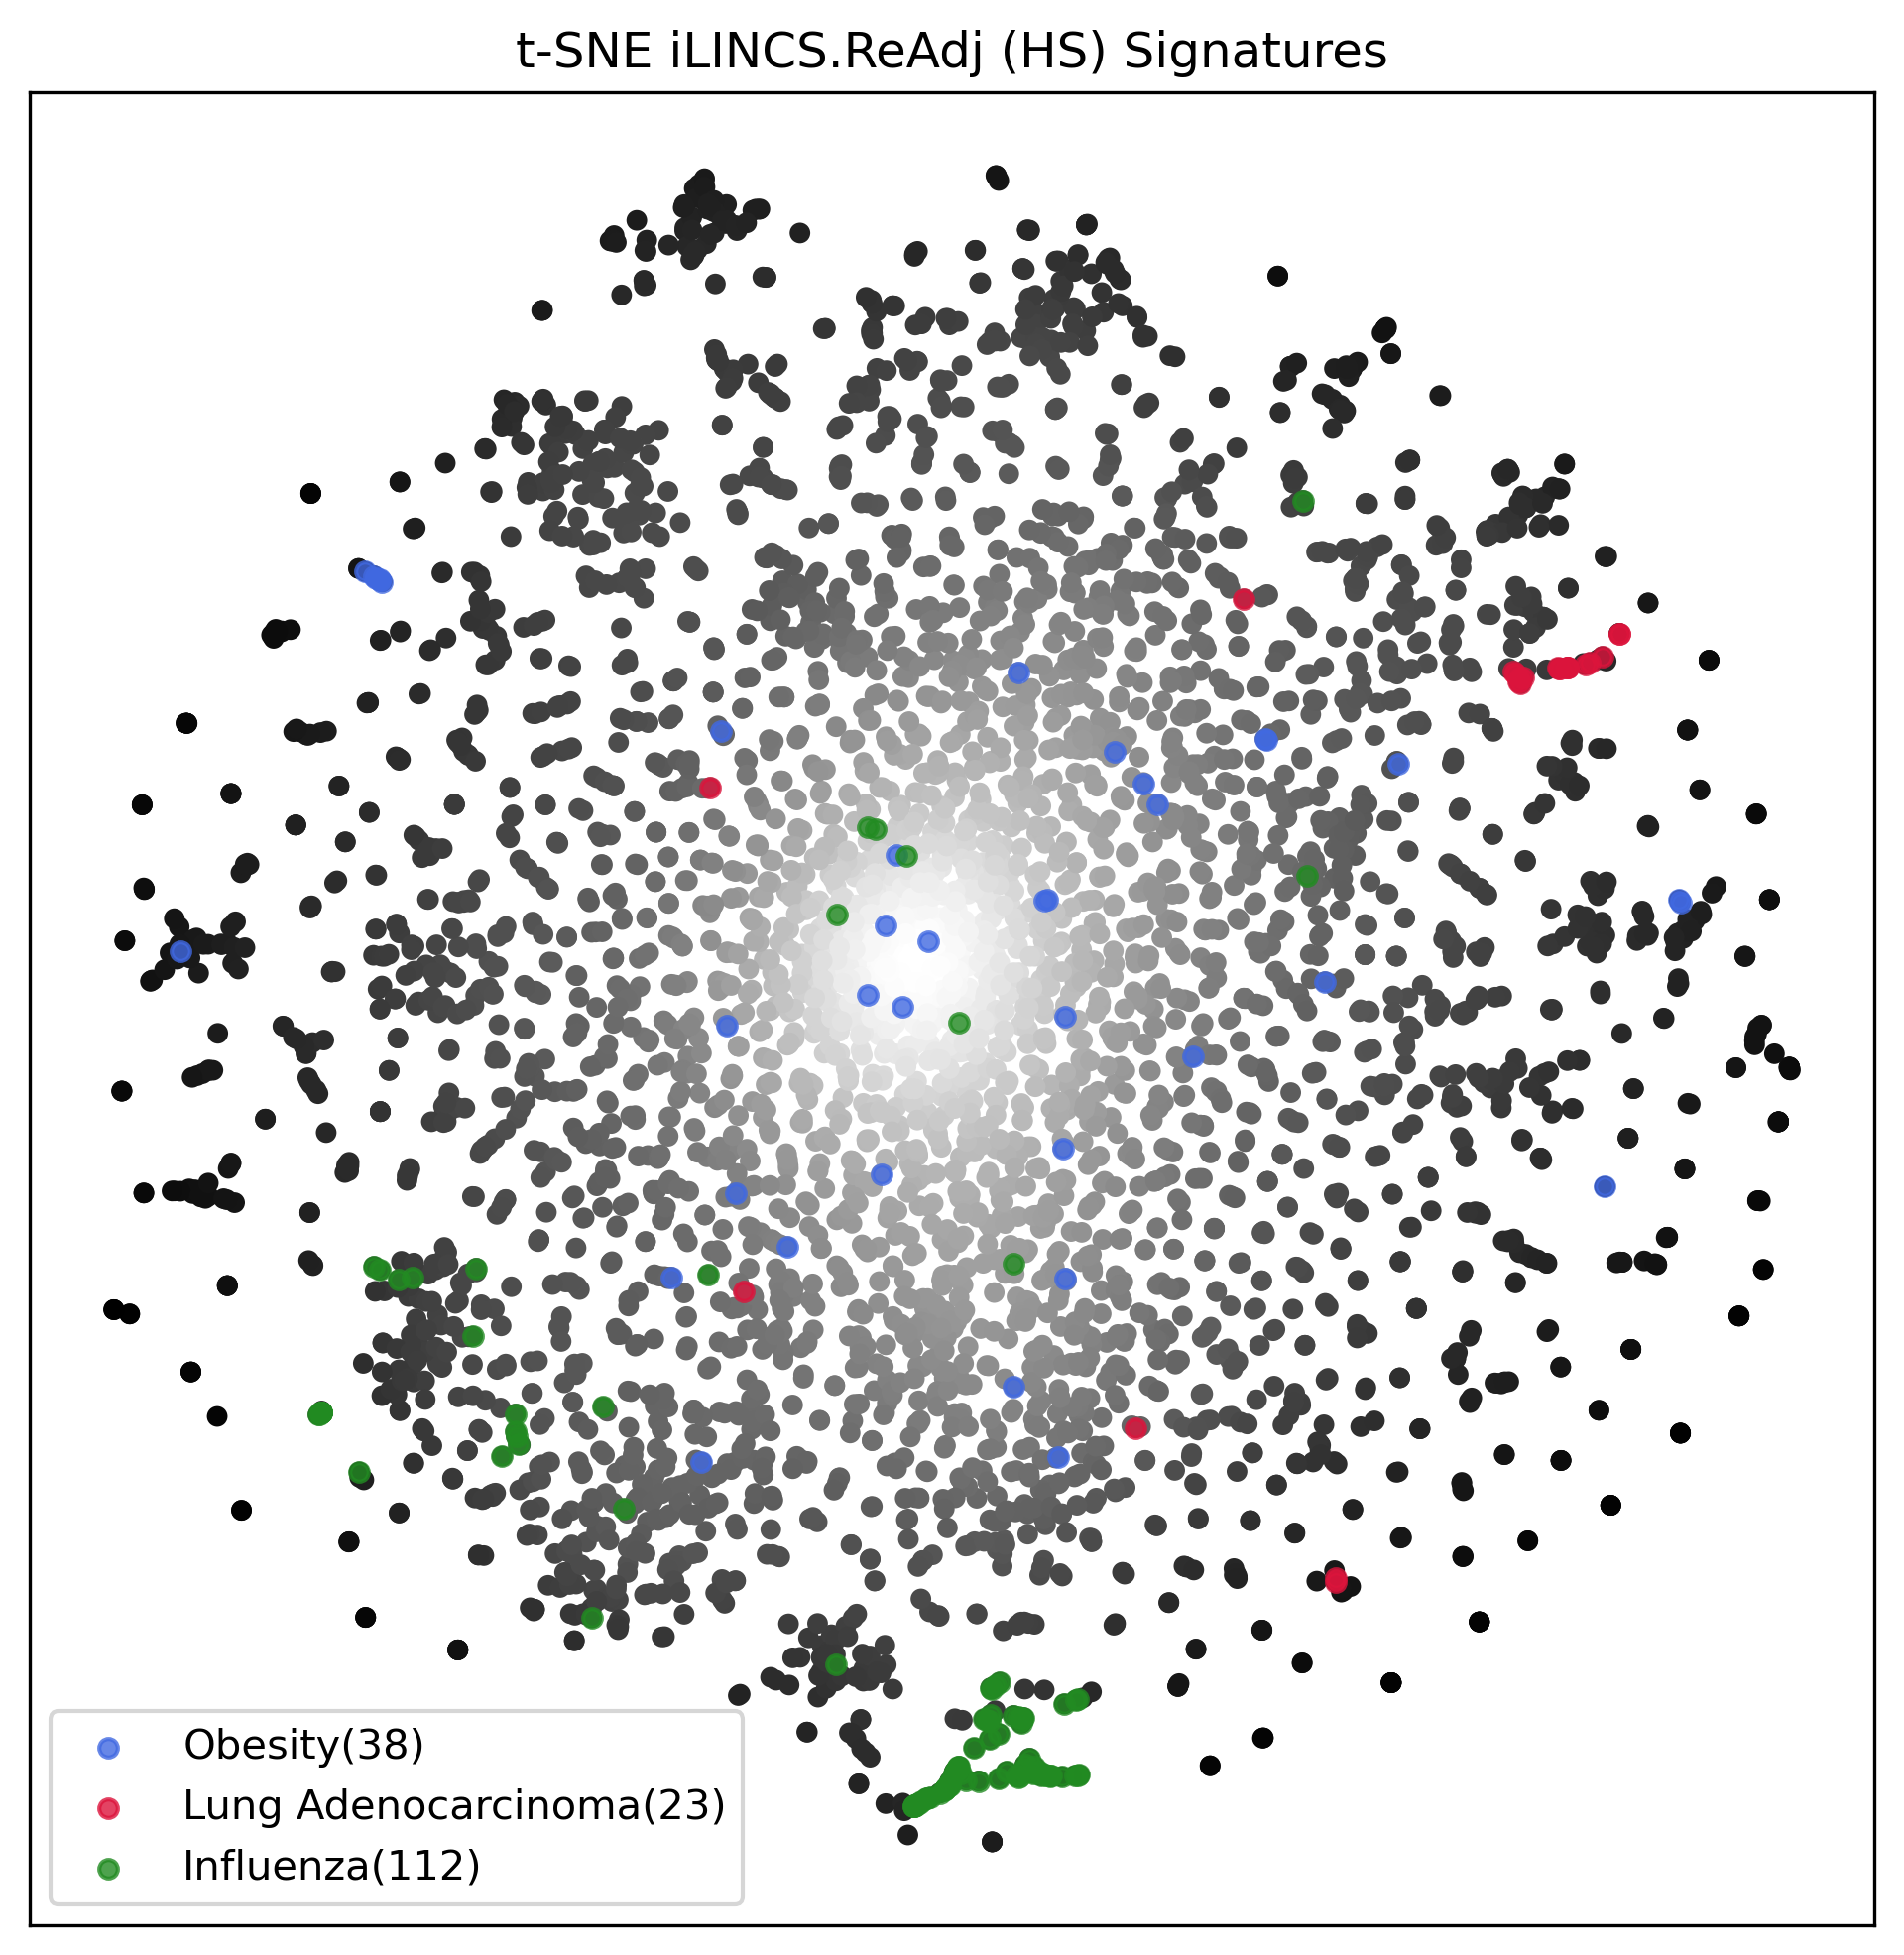 t-SNE iLINCS.ReAdj (HS) Signatures
Obesity(38)
Lung Adenocarcinoma(23)
Influenza(112)